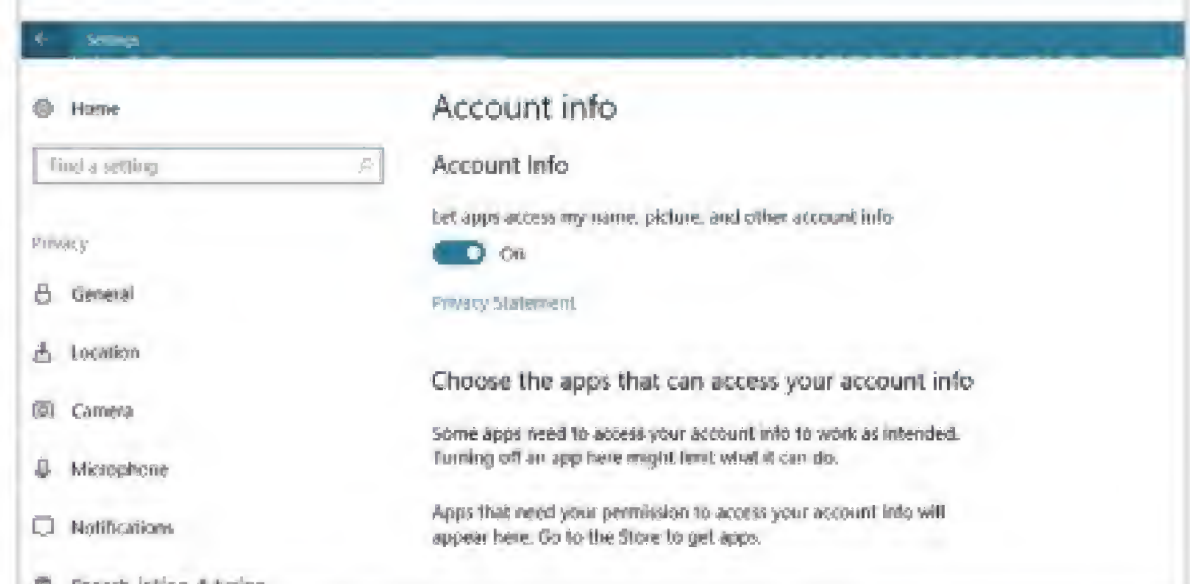 Settings
Home
Find a setting
Privacy
General
Location
Camera
Microphone
Notifications
Account info
Account Info
Let apps access my name, picture, and other account info
On
Privacy Statement
Choose the apps that can access your account info
Some apps need to access your account info to work as intended.
Turning off an app here might limit what it can do.
Apps that need your permission to access your account info will
appear here. Go to the Store to get apps.